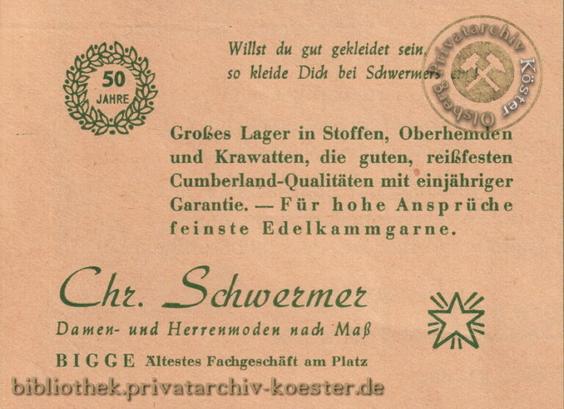 50
JAHRE
Willst du gut gekleidet sein,
so kleide Dich bei Schwermers
Großes Lager in Stoffen, Oberhemden
und Krawatten, die guten, reißfesten
Cumberland-Qualitäten mit einjähriger
Garantie. — Für hohe Ansprüche
feinste Edelkammgarne.
Chr. Schwermer
Damen- und Herrenmoden nach Maß
BIGGE Ältestes Fachgeschäft am Platz
bibliothek.privatarchiv-koester.de
Privatarchiv Köster Olsberg